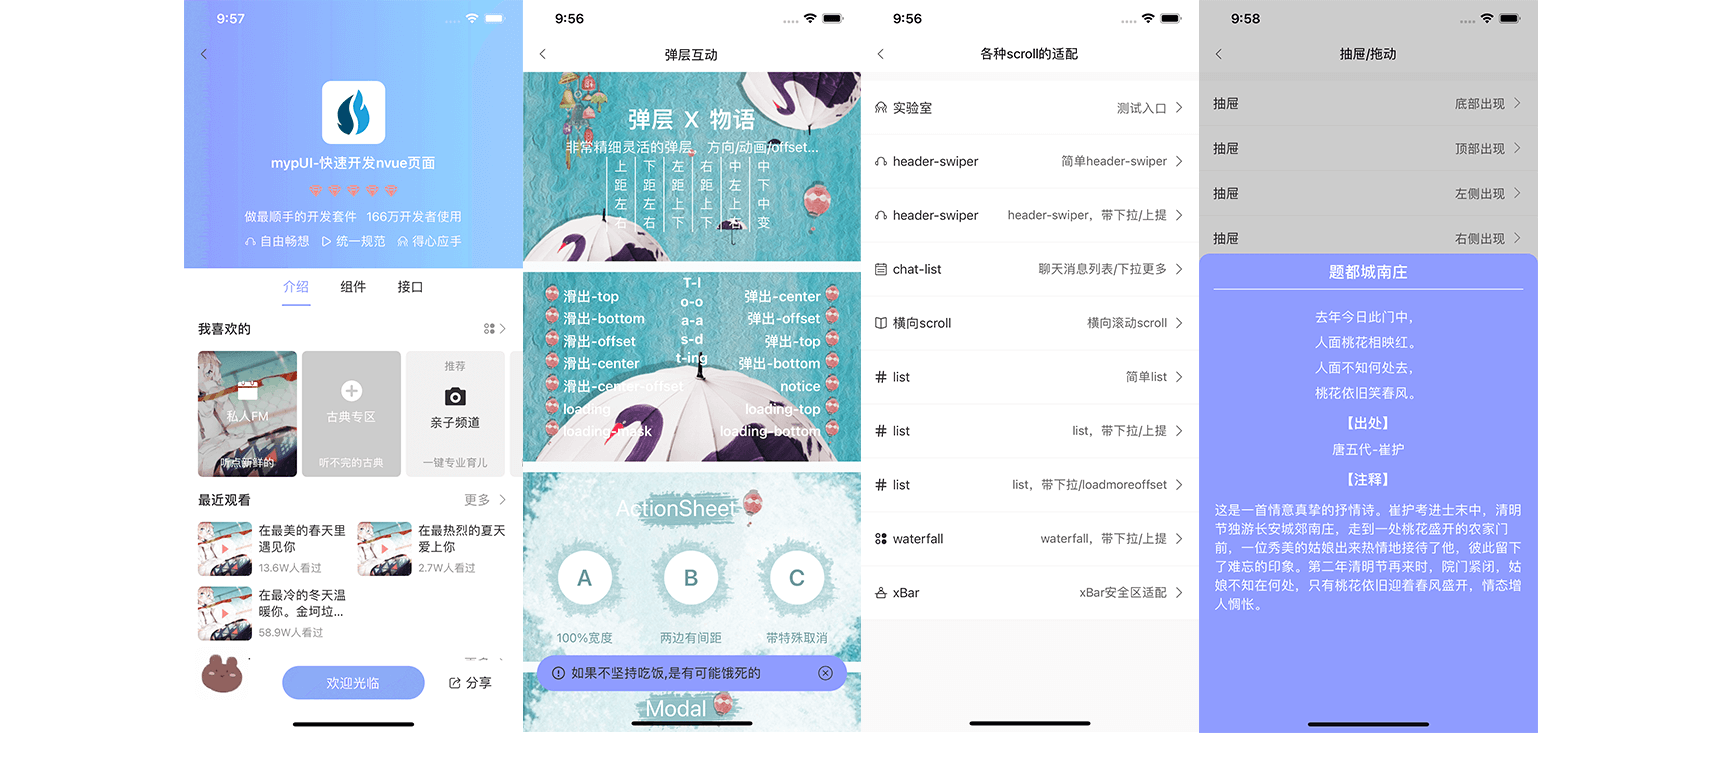 9:57
mypUI-快速开发nvue页面
做最顺手的开发套件 166万开发者使用
自由畅想 统一规范 得心应手
介绍 组件 接口
我喜欢的
私人FM
听点新鲜的
古典专区
听不完的古典
推荐
亲子频道
一键专业育儿
最近观看 更多
在最美的春天里
遇见你
13.6W人看过
在最热烈的夏天
爱上你
2.7W人看过
在最冷的冬天温
暖你。金坷垃...
58.9W人看过
欢迎光临
分享
9:56
弹层互动
弹层 X 物语
非常精细灵活的弹层，方向/动画/offset...
上距左右
下距左右
左距上下
右距上下
中左上右
中下中变
滑出-top
滑出-bottom
滑出-offset
滑出-center
滑出-center-offset
loading
loading-mask
T-l
o-o
a-a
s-d
t-ing
弹出-center
弹出-offset
弹出-top
弹出-bottom
notice
loading-top
loading-bottom
ActionSheet
A
B
C
100%宽度
两边有间距
带特殊取消
如果不坚持吃饭,是有可能饿死的
Modal
9:56
各种scroll的适配
实验室 测试入口
header-swiper 简单header-swiper
header-swiper header-swiper，带下拉/上提
chat-list 聊天消息列表/下拉更多
横向scroll 横向滚动scroll
list 简单list
list list，带下拉/上提
list list，带下拉/loadmoreoffset
waterfall waterfall，带下拉/上提
xBar xBar安全区适配
9:58
抽屉/拖动
抽屉 底部出现
抽屉 顶部出现
抽屉 左侧出现
抽屉 右侧出现
题都城南庄
去年今日此门中，
人面桃花相映红。
人面不知何处去，
桃花依旧笑春风。
【出处】
唐五代-崔护
【注释】
这是一首情意真挚的抒情诗。崔护考进士末中，清明
节独游长安城郊南庄，走到一处桃花盛开的农家门
前，一位秀美的姑娘出来热情地接待了他，彼此留下
了难忘的印象。第二年清明节再来时，院门紧闭，姑
娘不知在何处，只有桃花依旧迎着春风盛开，情态增
人惆怅。